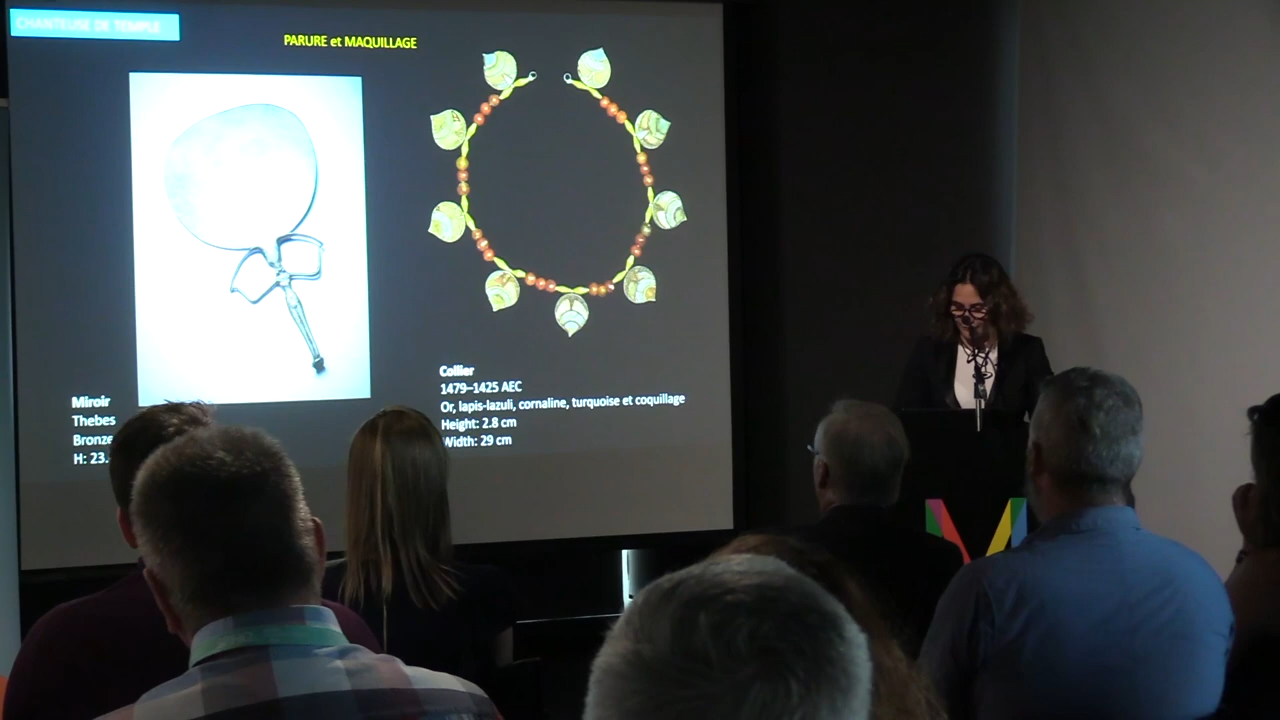 CHANTEUSE DE TEMPLE
PARURE et MAQUILLAGE
Miroir
Thebes
Bronze
H: 23.
Collier
1479–1425 AEC
Or, lapis-lazuli, cornaline, turquoise et coquillage
Height: 2.8 cm
Width: 29 cm